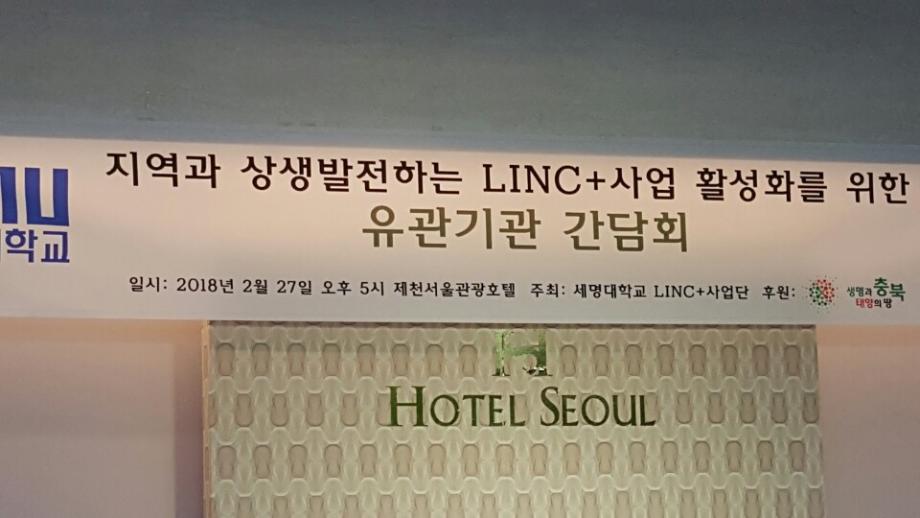 지역과 상생발전하는 LINC+사업 활성화를 위한
유관기관 간담회
학교
일시: 2018년 2월 27일 오후 5시 제천서울관광호텔 주최: 세명대학교 LINC+사업단 후원:
생명과 충북
태양의 땅
H
HOTEL SEOUL